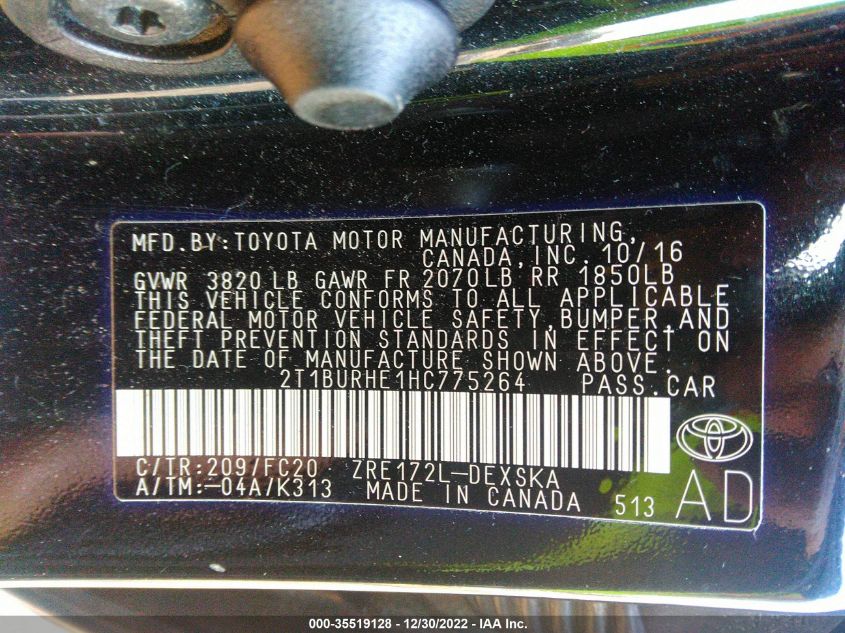 MFD.BY:TOYOTA MOTOR MANUFACTURING,
CANADA,INC. 10/16
GVWR 3820 LB GAWR FR 2070LB RR 1850LB
THIS VEHICLE CONFORMS TO ALL APPLICABLE
FEDERAL MOTOR VEHICLE SAFETY,BUMPER,AND
THEFT PREVENTION STANDARDS IN EFFECT ON
THE DATE OF MANUFACTURE SHOWN ABOVE.
2T1BURHE1HC775264 PASS.CAR
C/TR:209/FC20 ZRE172L-DEXSKA
A/TM:-04A/K313 MADE IN CANADA 513 AD
000-35519128 - 12/30/2022 - IAA Inc.